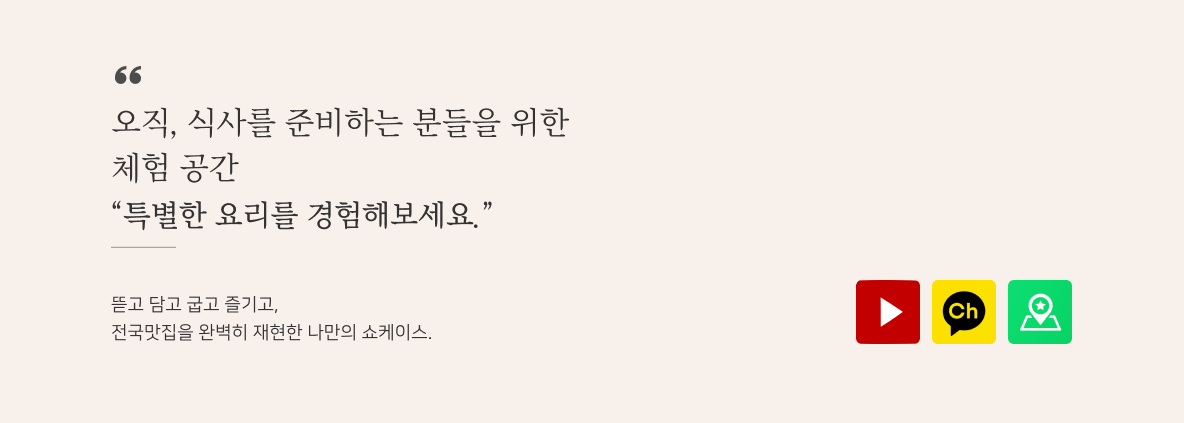 “
오직, 식사를 준비하는 분들을 위한
체험 공간
“특별한 요리를 경험해보세요.”
뜯고 담고 굽고 즐기고,
전국맛집을 완벽히 재현한 나만의 쇼케이스.
Ch